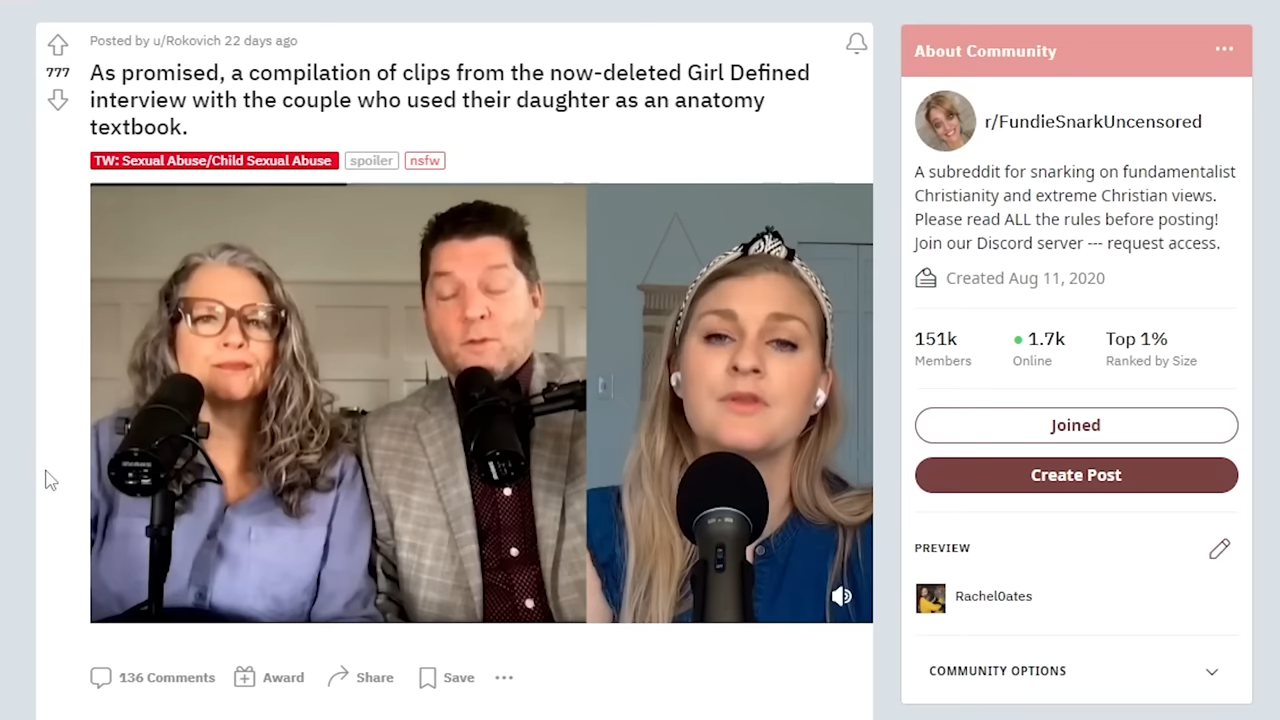 Posted by u/Rokovich 22 days ago
777
As promised, a compilation of clips from the now-deleted Girl Defined
interview with the couple who used their daughter as an anatomy
textbook.
TW: Sexual Abuse/Child Sexual Abuse
spoiler
nsfw
136 Comments
Award
Share
Save
About Community
r/FundieSnarkUncensored
A subreddit for snarking on fundamentalist
Christianity and extreme Christian views.
Please read ALL the rules before posting!
Join our Discord server --- request access.
Created Aug 11, 2020
151k
Members
1.7k
Online
Top 1%
Ranked by Size
Joined
Create Post
PREVIEW
Rachel0ates
COMMUNITY OPTIONS